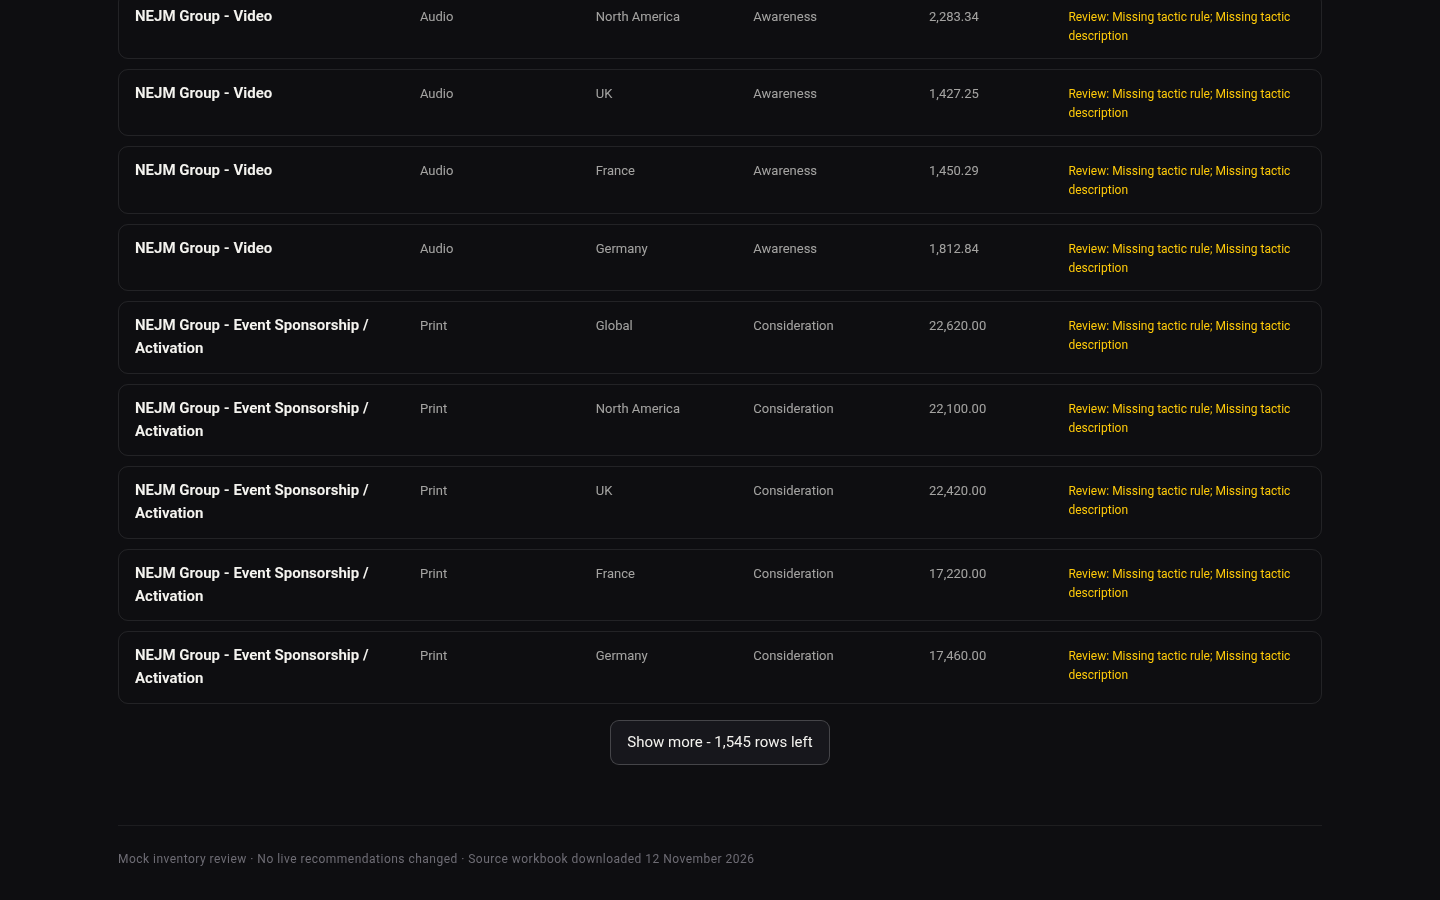 NEJM Group - Video Audio North America Awareness 2,283.34 Review: Missing tactic rule; Missing tactic
description
NEJM Group - Video Audio UK Awareness 1,427.25 Review: Missing tactic rule; Missing tactic
description
NEJM Group - Video Audio France Awareness 1,450.29 Review: Missing tactic rule; Missing tactic
description
NEJM Group - Video Audio Germany Awareness 1,812.84 Review: Missing tactic rule; Missing tactic
description
NEJM Group - Event Sponsorship / Print Global Consideration 22,620.00 Review: Missing tactic rule; Missing tactic
Activation description
NEJM Group - Event Sponsorship / Print North America Consideration 22,100.00 Review: Missing tactic rule; Missing tactic
Activation description
NEJM Group - Event Sponsorship / Print UK Consideration 22,420.00 Review: Missing tactic rule; Missing tactic
Activation description
NEJM Group - Event Sponsorship / Print France Consideration 17,220.00 Review: Missing tactic rule; Missing tactic
Activation description
NEJM Group - Event Sponsorship / Print Germany Consideration 17,460.00 Review: Missing tactic rule; Missing tactic
Activation description
Show more - 1,545 rows left
Mock inventory review · No live recommendations changed · Source workbook downloaded 12 November 2026